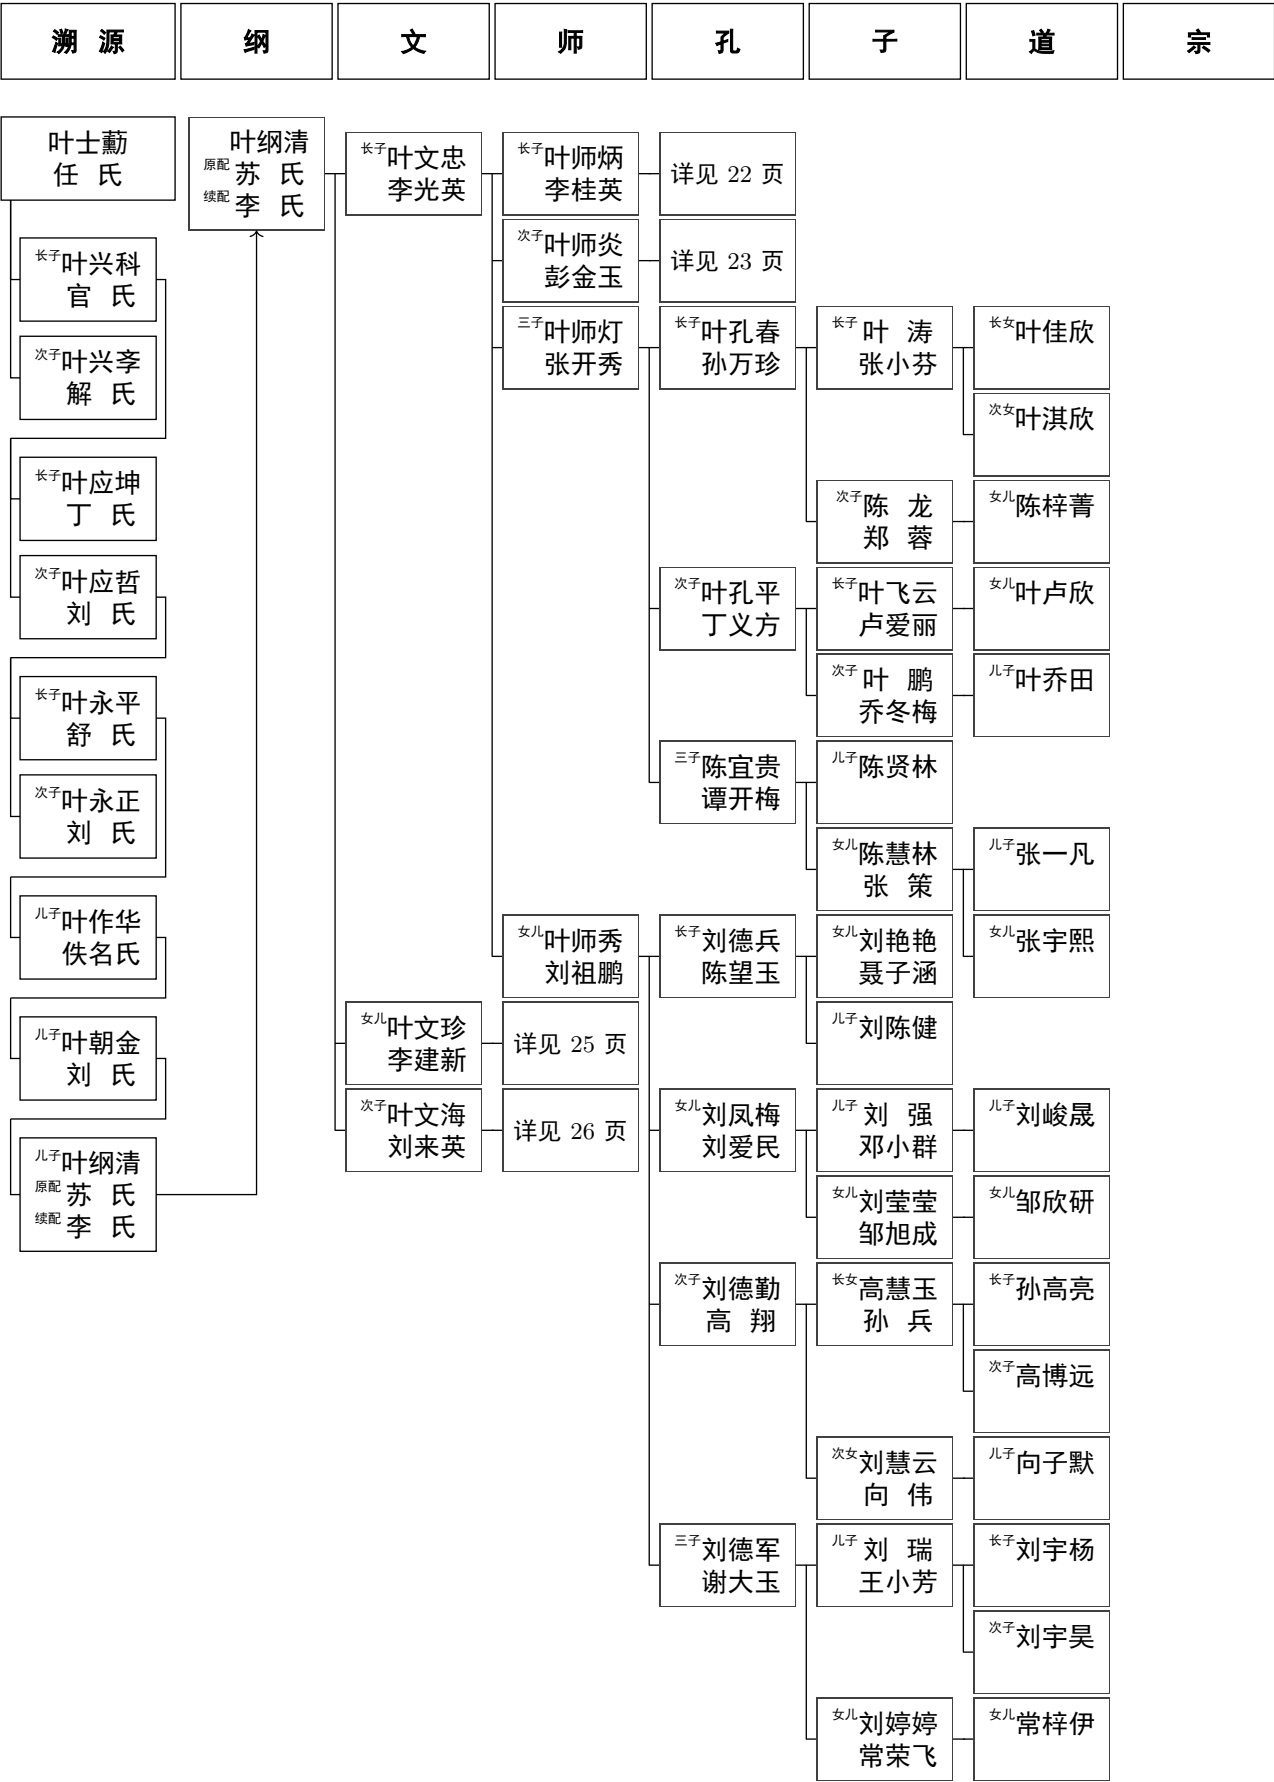 溯 源
纲
文
师
孔
子
道
宗
叶士
任 氏
长子叶兴科
官 氏
次子叶兴
解 氏
长子叶应坤
丁 氏
次子叶应哲
刘 氏
长子叶永平
舒 氏
次子叶永正
刘 氏
儿子叶作华
佚名氏
儿子叶朝金
刘 氏
儿子叶纲清
原配 苏 氏
续配 李 氏
叶纲清
原配 苏 氏
续配 李 氏
长子叶文忠
李光英
女儿叶文珍
李建新
次子叶文海
刘来英
长子叶师炳
李桂英
次子叶师炎
彭金玉
三子叶师灯
张开秀
女儿叶师秀
刘祖鹏
详见 25 页
详见 26 页
详见 22 页
详见 23 页
长子叶孔春
孙万珍
次子叶孔平
丁义方
三子陈宜贵
谭开梅
长子刘德兵
陈望玉
女儿刘凤梅
刘爱民
次子刘德勤
高 翔
三子刘德军
谢大玉
长子叶 涛
张小芬
次子陈 龙
郑 蓉
长子叶飞云
卢爱丽
次子叶 鹏
乔冬梅
儿子陈贤林
女儿陈慧林
张 策
女儿刘艳艳
聂子涵
儿子刘陈健
儿子刘 强
邓小群
女儿刘莹莹
邹旭成
长女高慧玉
孙 兵
次女刘慧云
向 伟
儿子刘 瑞
王小芳
女儿刘婷婷
常荣飞
长女叶佳欣
次女叶淇欣
女儿陈梓菁
女儿叶卢欣
儿子叶乔田
儿子张一凡
女儿张宇熙
儿子刘峻晟
女儿邹欣研
长子孙高亮
次子高博远
儿子向子默
长子刘宇杨
次子刘宇昊
女儿常梓伊